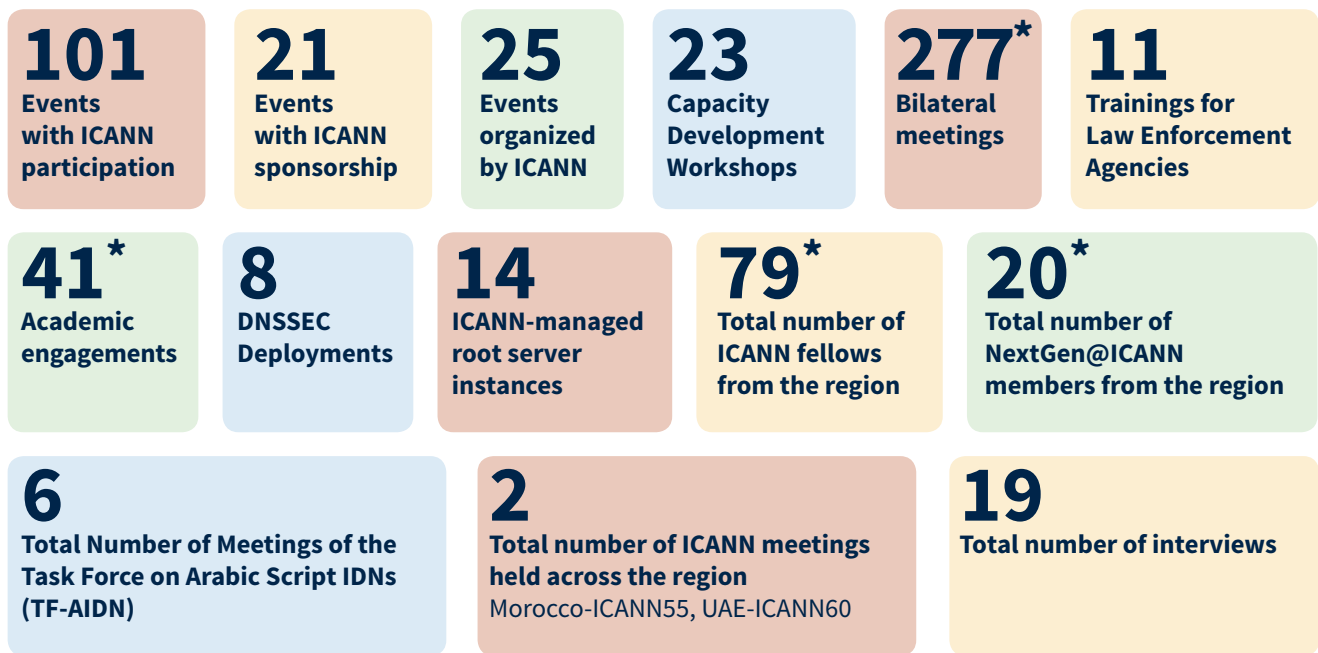 101
Events
with ICANN
participation
21
Events
with ICANN
sponsorship
25
Events
organized
by ICANN
23
Capacity
Development
Workshops
277*
Bilateral
meetings
11
Trainings for
Law Enforcement
Agencies
41*
Academic
engagements
8
DNSSEC
Deployments
14
ICANN-managed
root server
instances
79*
Total number of
ICANN fellows
from the region
20*
Total number of
NextGen@ICANN
members from the region
6
Total Number of Meetings of the
Task Force on Arabic Script IDNs
(TF-AIDN)
2
Total number of ICANN meetings
held across the region
Morocco-ICANN55, UAE-ICANN60
19
Total number of interviews